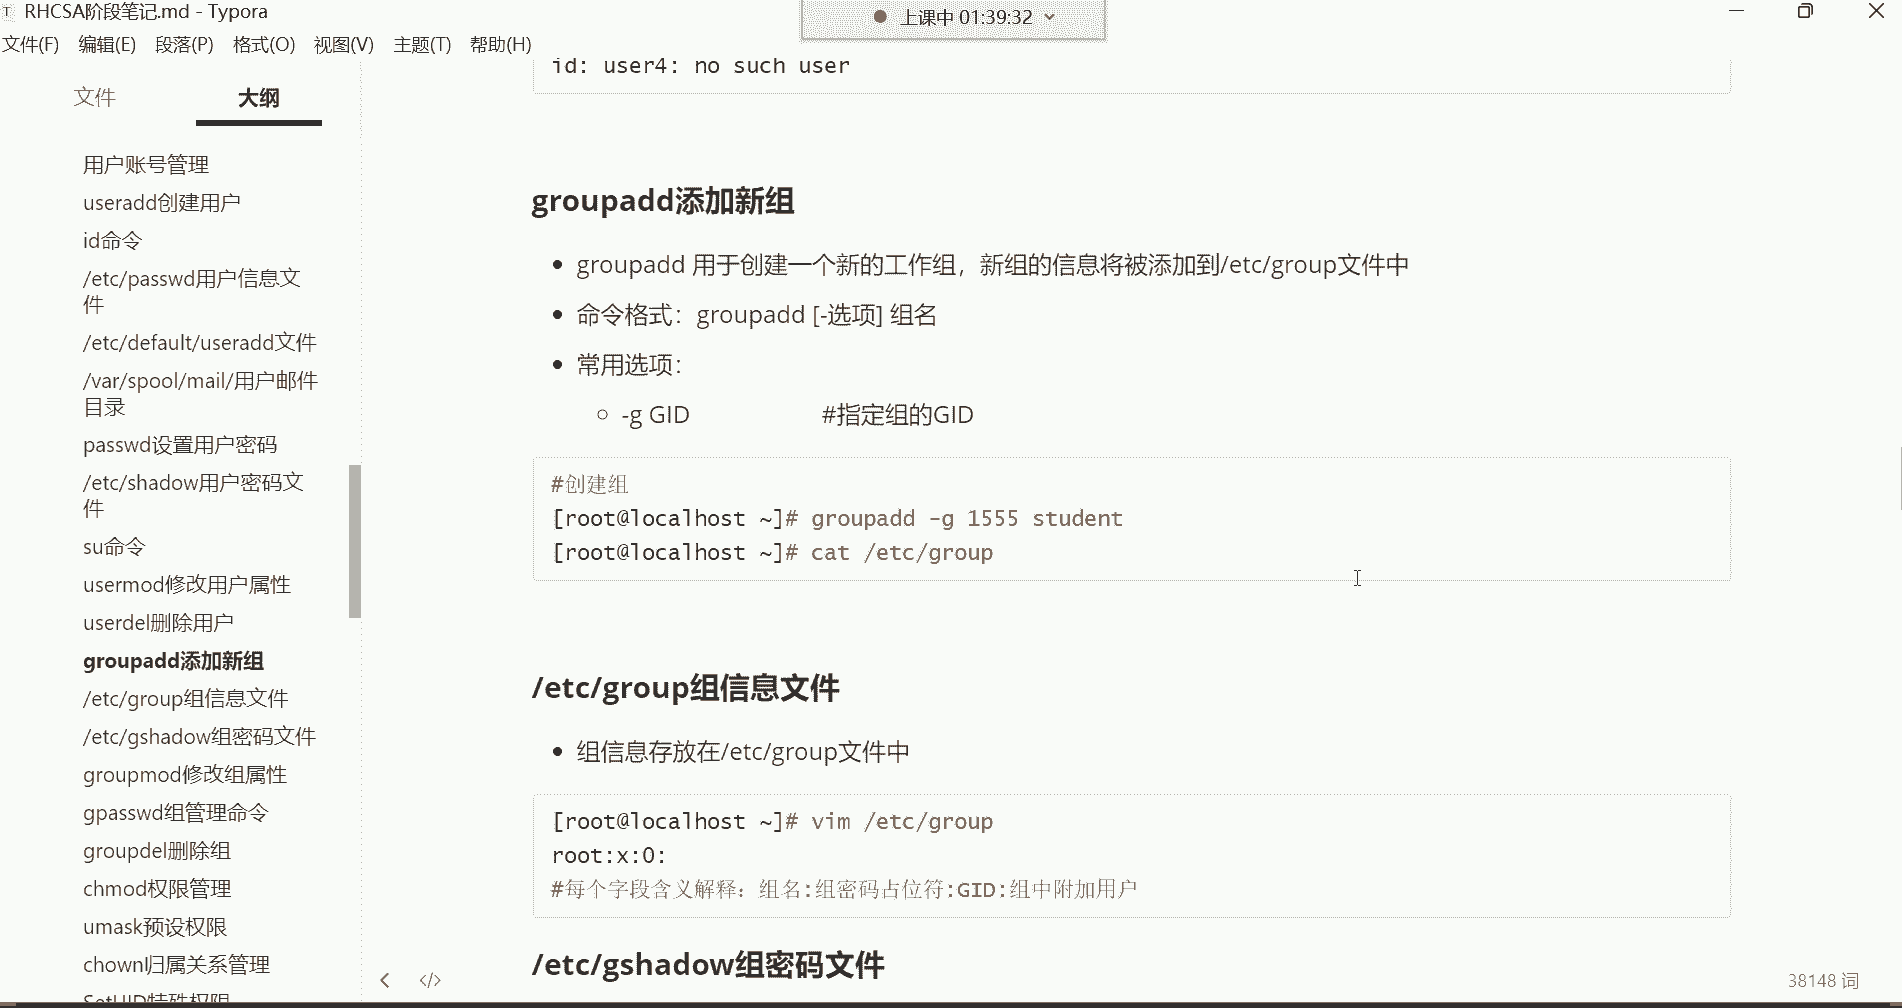 RHCSA阶段笔记.md - Typora
上课中 01:39:32
文件(F) 编辑(E) 段落(P) 格式(O) 视图(V) 主题(T) 帮助(H)
文件 大纲
用户账号管理
useradd创建用户
id命令
/etc/passwd用户信息文
件
/etc/default/useradd文件
/var/spool/mail/用户邮件
目录
passwd设置用户密码
/etc/shadow用户密码文
件
su命令
usermod修改用户属性
userdel删除用户
groupadd添加新组
/etc/group组信息文件
/etc/gshadow组密码文件
groupmod修改组属性
gpasswd组管理命令
groupdel删除组
chmod权限管理
umask预设权限
chown归属关系管理
SetUID特殊权限
id: user4: no such user
groupadd添加新组
groupadd 用于创建一个新的工作组，新组的信息将被添加到/etc/group文件中
命令格式：groupadd [-选项] 组名
常用选项：
-g GID #指定组的GID
#创建组
[root@localhost ~]# groupadd -g 1555 student
[root@localhost ~]# cat /etc/group
/etc/group组信息文件
组信息存放在/etc/group文件中
[root@localhost ~]# vim /etc/group
root:x:0:
#每个字段含义解释：组名:组密码占位符:GID:组中附加用户
/etc/gshadow组密码文件
38148 词